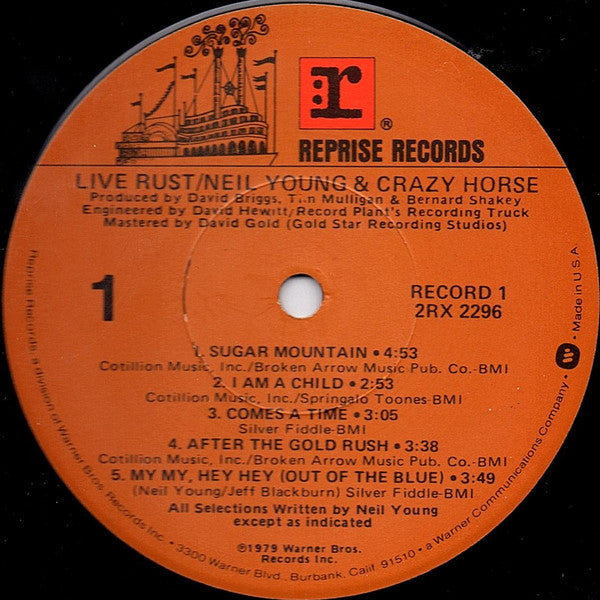 r
®
REPRISE RECORDS
LIVE RUST/NEIL YOUNG & CRAZY HORSE
Produced by David Briggs, Tim Mulligan & Bernard Shakey
Engineered by David Hewitt/Record Plant's Recording Truck
Mastered by David Gold (Gold Star Recording Studios)
1
RECORD 1
2RX 2296
1. SUGAR MOUNTAIN • 4:53
Cotillion Music, Inc./Broken Arrow Music Pub. Co.-BMI
2. I AM A CHILD • 2:53
Cotillion Music, Inc./Springalo Toones-BMI
3. COMES A TIME • 3:05
Silver Fiddle-BMI
4. AFTER THE GOLD RUSH • 3:38
Cotillion Music, Inc./Broken Arrow Music Pub. Co.-BMI
5. MY MY, HEY HEY (OUT OF THE BLUE) • 3:49
(Neil Young/Jeff Blackburn) Silver Fiddle-BMI
All Selections Written by Neil Young
except as indicated
℗1979 Warner Bros.
Records Inc.
Reprise Records, a division of Warner Bros. Records Inc. • 3300 Warner Blvd., Burbank, Calif. 91510 • a Warner Communications Company • Made in U.S.A.